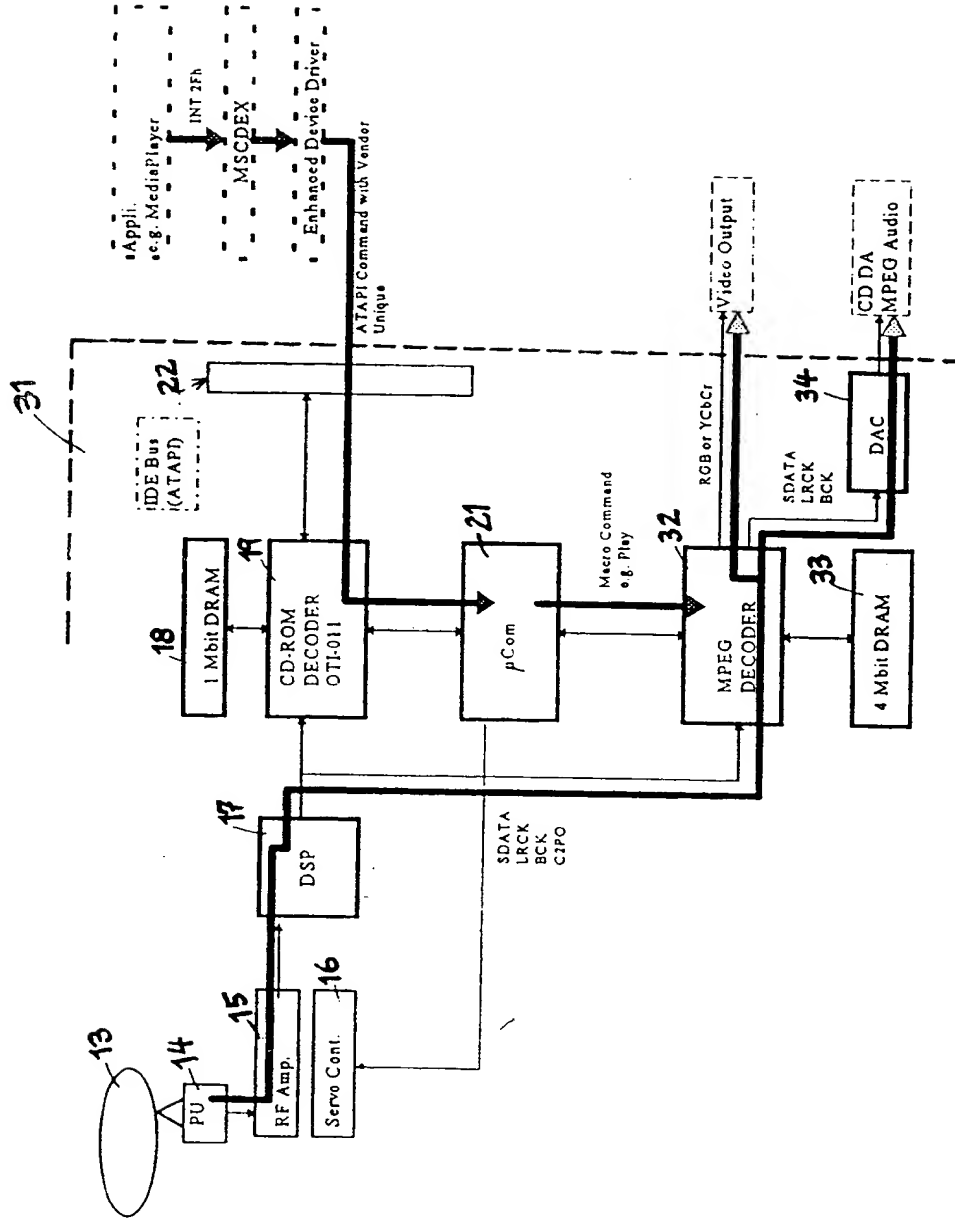 Appli.
e.g. MediaPlayer
INT 2Fh
MSCDEX
Enhanced Device Driver
ATAPI Command with Vendor
Unique
31
22
IDE Bus
(ATAPI)
18
1 Mbit DRAM
19
CD-ROM
DECODER
OTI-011
21
μCom
Macro Command
e.g. Play
32
MPEG
DECODER
33
4 Mbit DRAM
RGB or YCbCr
Video Output
SDATA
LRCK
BCK
34
DAC
CD DA
MPEG Audio
13
14
PU
15
RF Amp.
16
Servo Cont.
17
DSP
SDATA
LRCK
BCK
C2PO